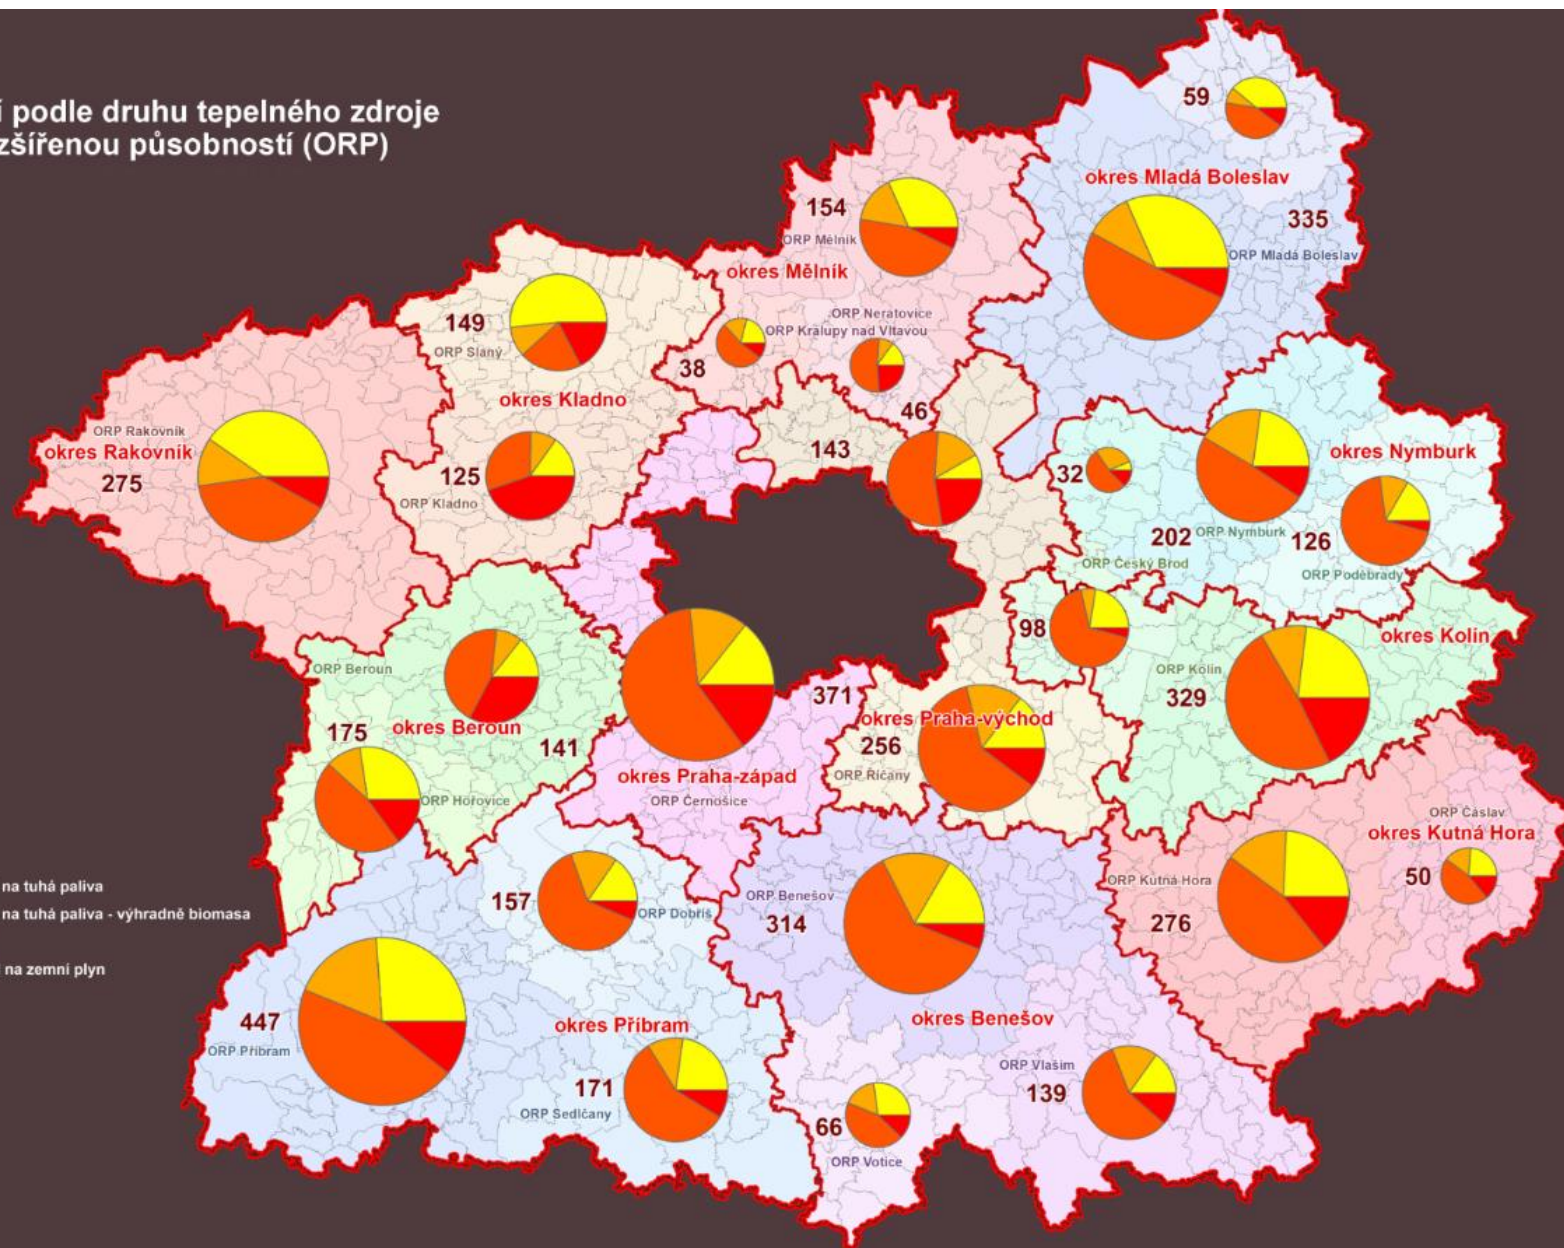 í podle druhu tepelného zdroje
zšířenou působností (ORP)
59
okres Mladá Boleslav
335
ORP Mladá Boleslav
154
ORP Mělník
okres Mělník
ORP Neratovice
ORP Kralupy nad Vltavou
38
46
149
ORP Slaný
okres Kladno
125
ORP Kladno
ORP Rakovník
okres Rakovník
275
143
32
okres Nymburk
202
ORP Nymburk
126
ORP Český Brod
ORP Poděbrady
98
okres Kolín
ORP Kolín
329
ORP Beroun
175
okres Beroun
141
ORP Hořovice
371
okres Praha-západ
ORP Černošice
okres Praha-východ
256
ORP Říčany
ORP Čáslav
okres Kutná Hora
50
ORP Kutná Hora
276
na tuhá paliva
na tuhá paliva - výhradně biomasa
na zemní plyn
157
ORP Dobříš
ORP Benešov
314
447
ORP Příbram
okres Příbram
171
ORP Sedlčany
okres Benešov
ORP Vlašim
139
66
ORP Votice